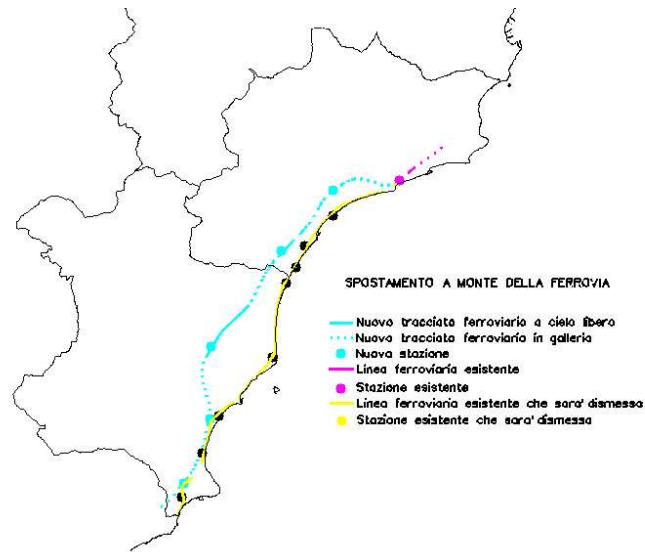 SPOSTAMENTO A MONTE DELLA FERROVIA
Nuovo tracciato ferroviario a cielo libero
Nuovo tracciato ferroviario in galleria
Nuova stazione
Linea ferroviaria esistente
Stazione esistente
Linea ferroviaria esistente che sara' dismessa
Stazione esistente che sara' dismessa